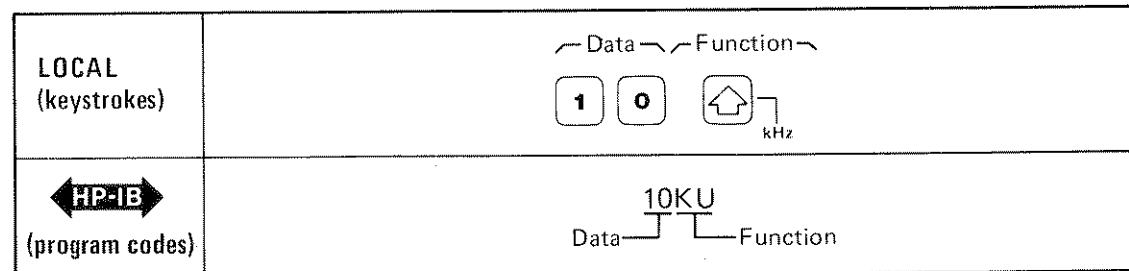 LOCAL
(keystrokes)
Data Function
1 0
kHz
HP-IB
(program codes)
10KU
Data Function